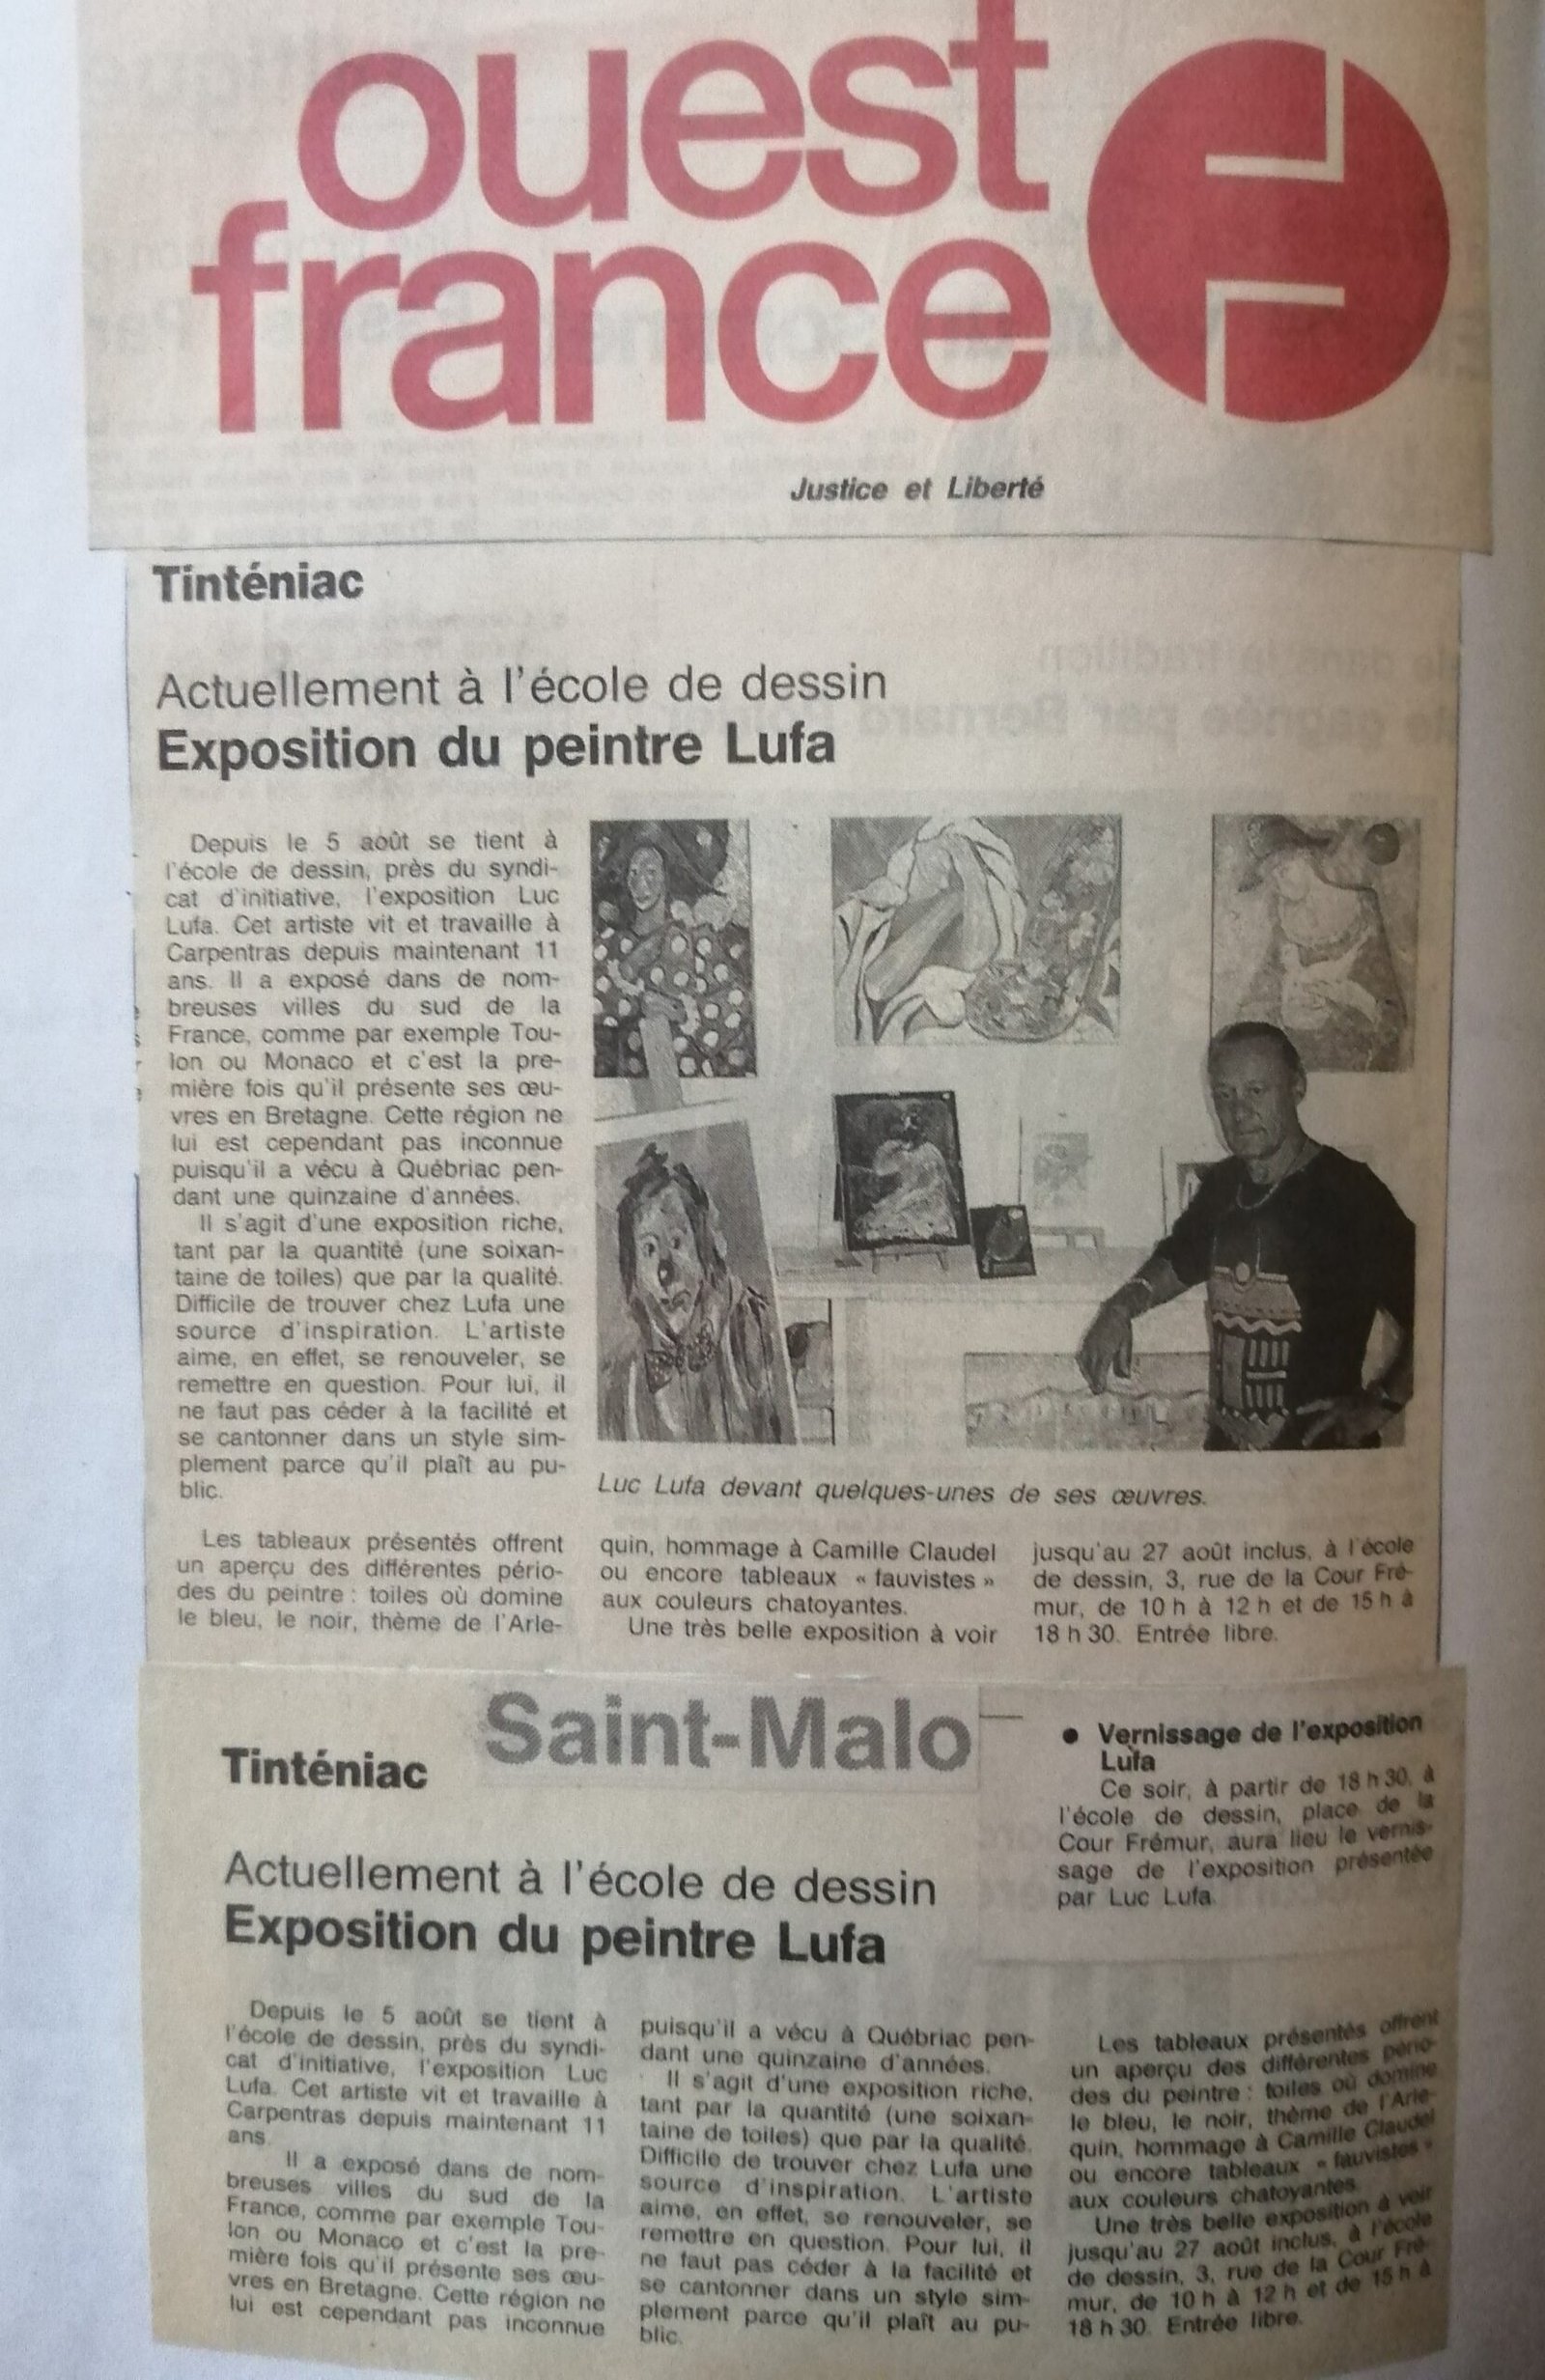 ouest
france
Justice et Liberté
Tinténiac
Actuellement à l'école de dessin
Exposition du peintre Lufa
Depuis le 5 août se tient à
l'école de dessin, près du syndi-
cat d'initiative, l'exposition Luc
Lufa. Cet artiste vit et travaille à
Carpentras depuis maintenant 11
ans. Il a exposé dans de nom-
breuses villes du sud de la
France, comme par exemple Tou-
lon ou Monaco et c'est la pre-
mière fois qu'il présente ses œu-
vres en Bretagne. Cette région ne
lui est cependant pas inconnue
puisqu'il a vécu à Québriac pen-
dant une quinzaine d'années.
Il s'agit d'une exposition riche,
tant par la quantité (une soixan-
taine de toiles) que par la qualité.
Difficile de trouver chez Lufa une
source d'inspiration. L'artiste
aime, en effet, se renouveler, se
remettre en question. Pour lui, il
ne faut pas céder à la facilité et
se cantonner dans un style sim-
plement parce qu'il plaît au pu-
blic.
Luc Lufa devant quelques-unes de ses œuvres.
Les tableaux présentés offrent
un aperçu des différentes pério-
des du peintre : toiles où domine
le bleu, le noir, thème de l'Arle-
quin, hommage à Camille Claudel
ou encore tableaux « fauvistes »
aux couleurs chatoyantes.
Une très belle exposition à voir
jusqu'au 27 août inclus, à l'école
de dessin, 3, rue de la Cour Fré-
mur, de 10 h à 12 h et de 15 h à
18 h 30. Entrée libre.
Saint-Malo
Tinténiac
Actuellement à l'école de dessin
Exposition du peintre Lufa
● Vernissage de l'exposition
Lufa
Ce soir, à partir de 18 h 30, à
l'école de dessin, place de la
Cour Frémur, aura lieu le vernis-
sage de l'exposition présentée
par Luc Lufa.
Depuis le 5 août se tient à
l'école de dessin, près du syndi-
cat d'initiative, l'exposition Luc
Lufa. Cet artiste vit et travaille à
Carpentras depuis maintenant 11
ans.
Il a exposé dans de nom-
breuses villes du sud de la
France, comme par exemple Tou-
lon ou Monaco et c'est la pre-
mière fois qu'il présente ses œu-
vres en Bretagne. Cette région ne
lui est cependant pas inconnue
puisqu'il a vécu à Québriac pen-
dant une quinzaine d'années.
Il s'agit d'une exposition riche,
tant par la quantité (une soixan-
taine de toiles) que par la qualité.
Difficile de trouver chez Lufa une
source d'inspiration. L'artiste
aime, en effet, se renouveler, se
remettre en question. Pour lui, il
ne faut pas céder à la facilité et
se cantonner dans un style sim-
plement parce qu'il plaît au pu-
blic.
Les tableaux présentés offrent
un aperçu des différentes pério-
des du peintre : toiles où domine
le bleu, le noir, thème de l'Arle-
quin, hommage à Camille Claudel
ou encore tableaux « fauvistes »
aux couleurs chatoyantes.
Une très belle exposition à voir
jusqu'au 27 août inclus, à l'école
de dessin, 3, rue de la Cour Fré-
mur, de 10 h à 12 h et de 15 h à
18 h 30. Entrée libre.